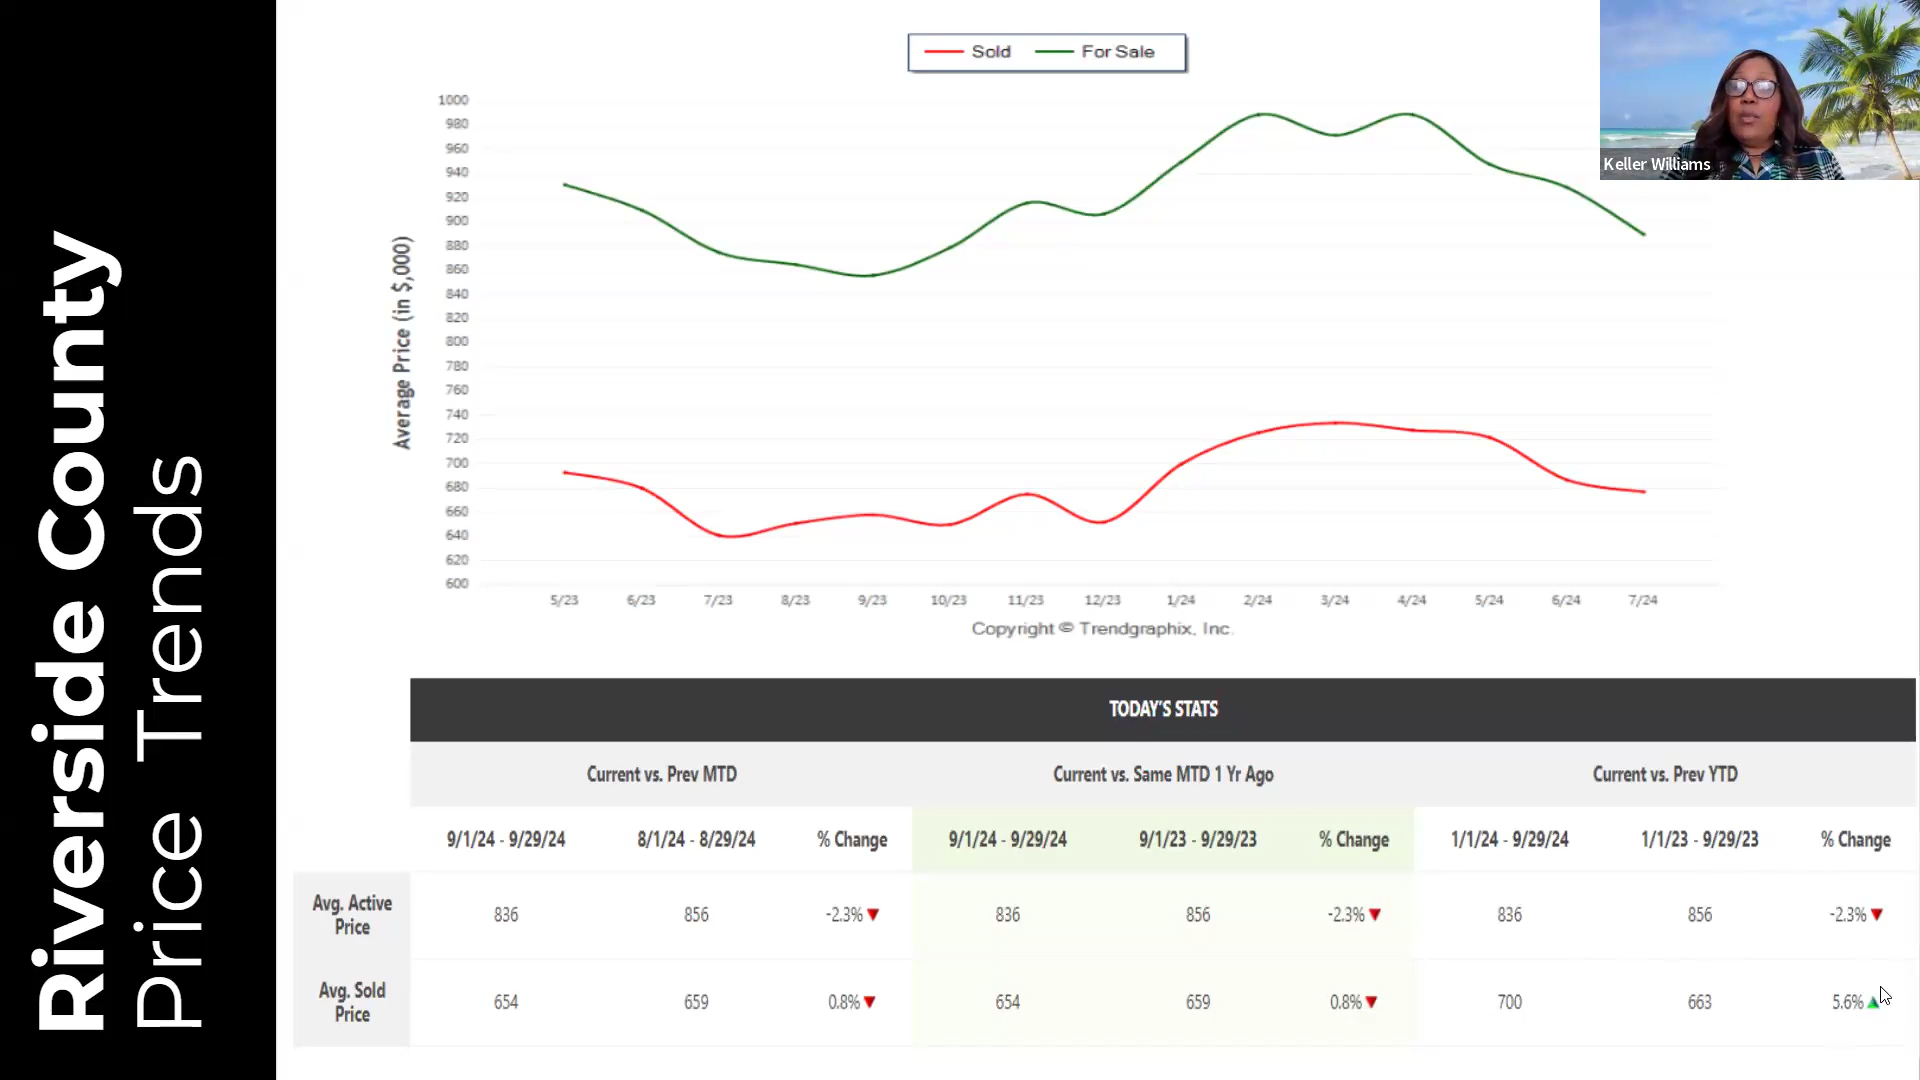 Riverside County
Price Trends
Sold For Sale
Keller Williams
Average Price (in $,000)
1000
980
960
940
920
900
880
860
840
820
800
780
760
740
720
700
680
660
640
620
600
5/23 6/23 7/23 8/23 9/23 10/23 11/23 12/23 1/24 2/24 3/24 4/24 5/24 6/24 7/24
Copyright © Trendgraphix, Inc.
TODAY'S STATS
Current vs. Prev MTD Current vs. Same MTD 1 Yr Ago Current vs. Prev YTD
9/1/24 - 9/29/24 8/1/24 - 8/29/24 % Change 9/1/24 - 9/29/24 9/1/23 - 9/29/23 % Change 1/1/24 - 9/29/24 1/1/23 - 9/29/23 % Change
Avg. Active
Price
836 856 -2.3% ▼ 836 856 -2.3% ▼ 836 856 -2.3% ▼
Avg. Sold
Price
654 659 0.8% ▼ 654 659 0.8% ▼ 700 663 5.6% ▲